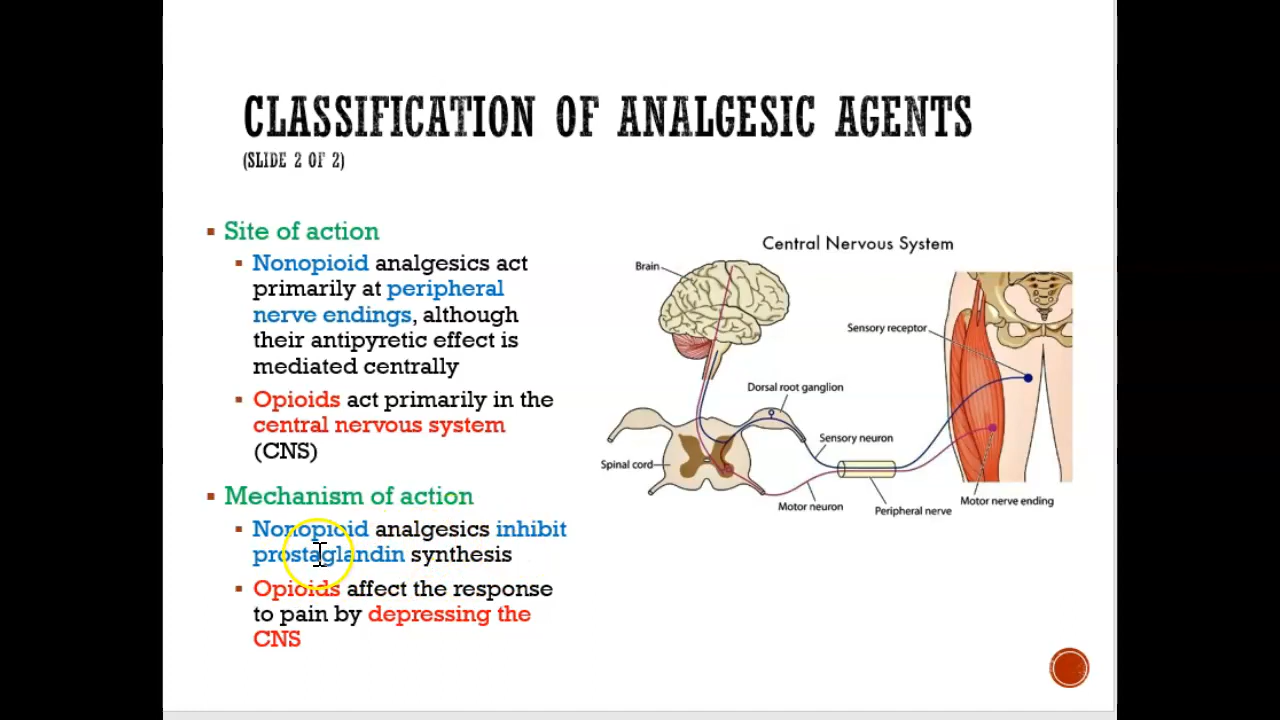 CLASSIFICATION OF ANALGESIC AGENTS
(SLIDE 2 OF 2)
▪ Site of action
▪ Nonopioid analgesics act
primarily at peripheral
nerve endings, although
their antipyretic effect is
mediated centrally
▪ Opioids act primarily in the
central nervous system
(CNS)
▪ Mechanism of action
▪ Nonopioid analgesics inhibit
prostaglandin synthesis
▪ Opioids affect the response
to pain by depressing the
CNS
Central Nervous System
Brain
Sensory receptor
Dorsal root ganglion
Sensory neuron
Spinal cord
Motor neuron
Peripheral nerve
Motor nerve ending